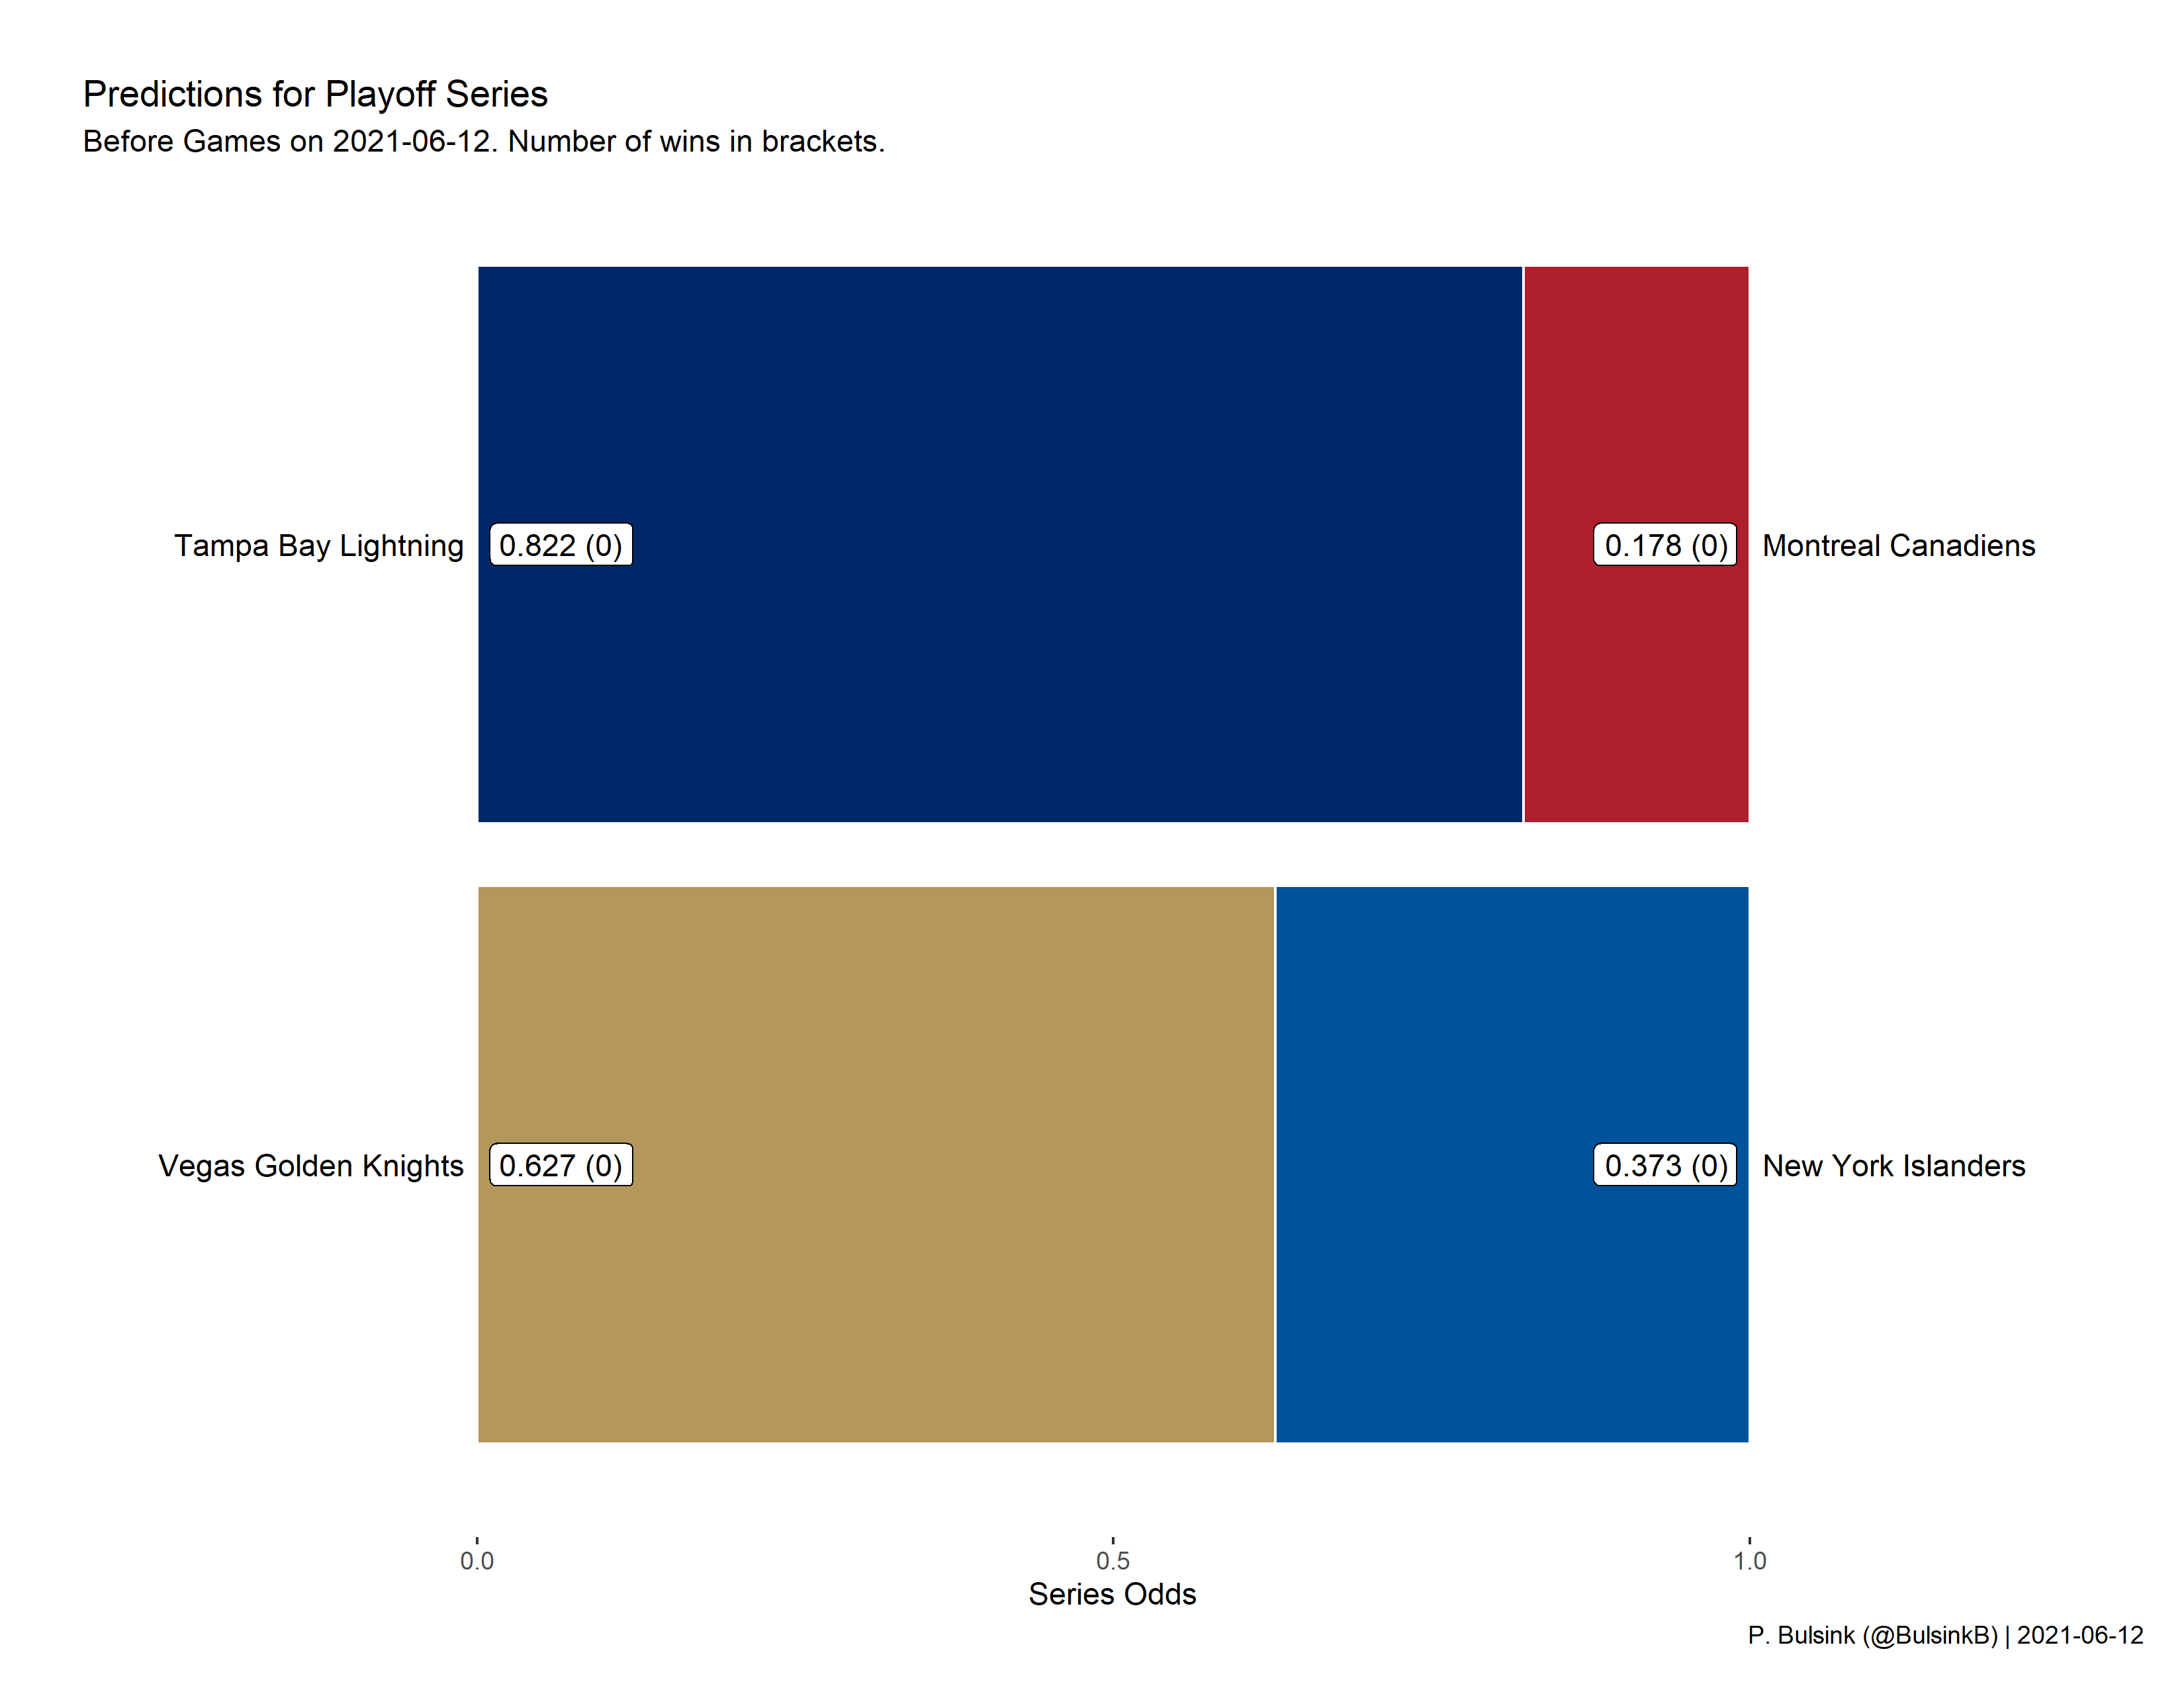 Predictions for Playoff Series
Before Games on 2021-06-12. Number of wins in brackets.
Tampa Bay Lightning 0.822 (0) 0.178 (0) Montreal Canadiens
Vegas Golden Knights 0.627 (0) 0.373 (0) New York Islanders
0.0 0.5 1.0
Series Odds
P. Bulsink (@BulsinkB) | 2021-06-12